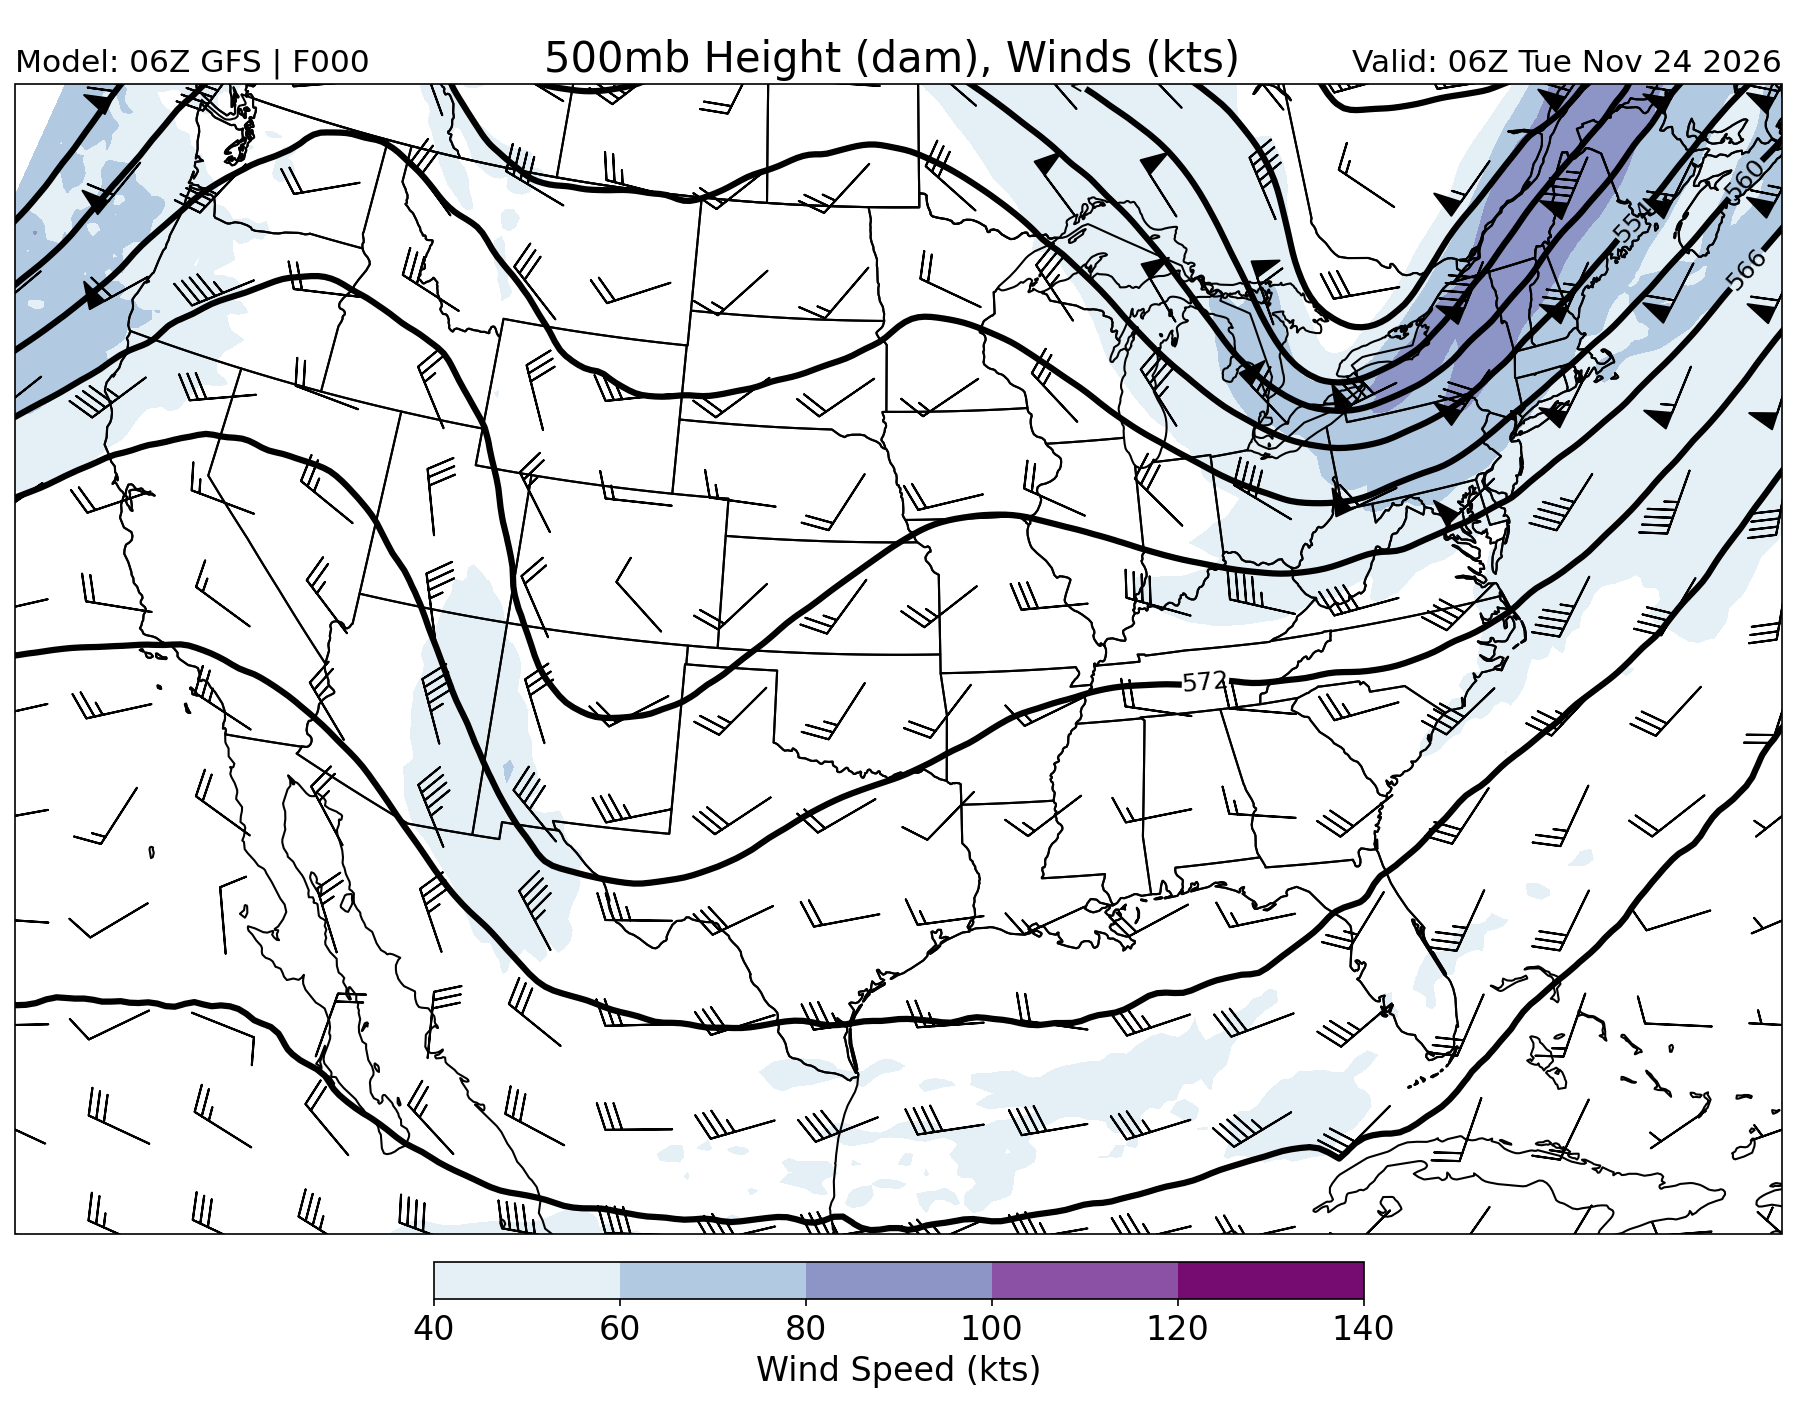 Model: 06Z GFS | F000
500mb Height (dam), Winds (kts)
Valid: 06Z Tue Nov 24 2026
560
554
566
572
40 60 80 100 120 140
Wind Speed (kts)